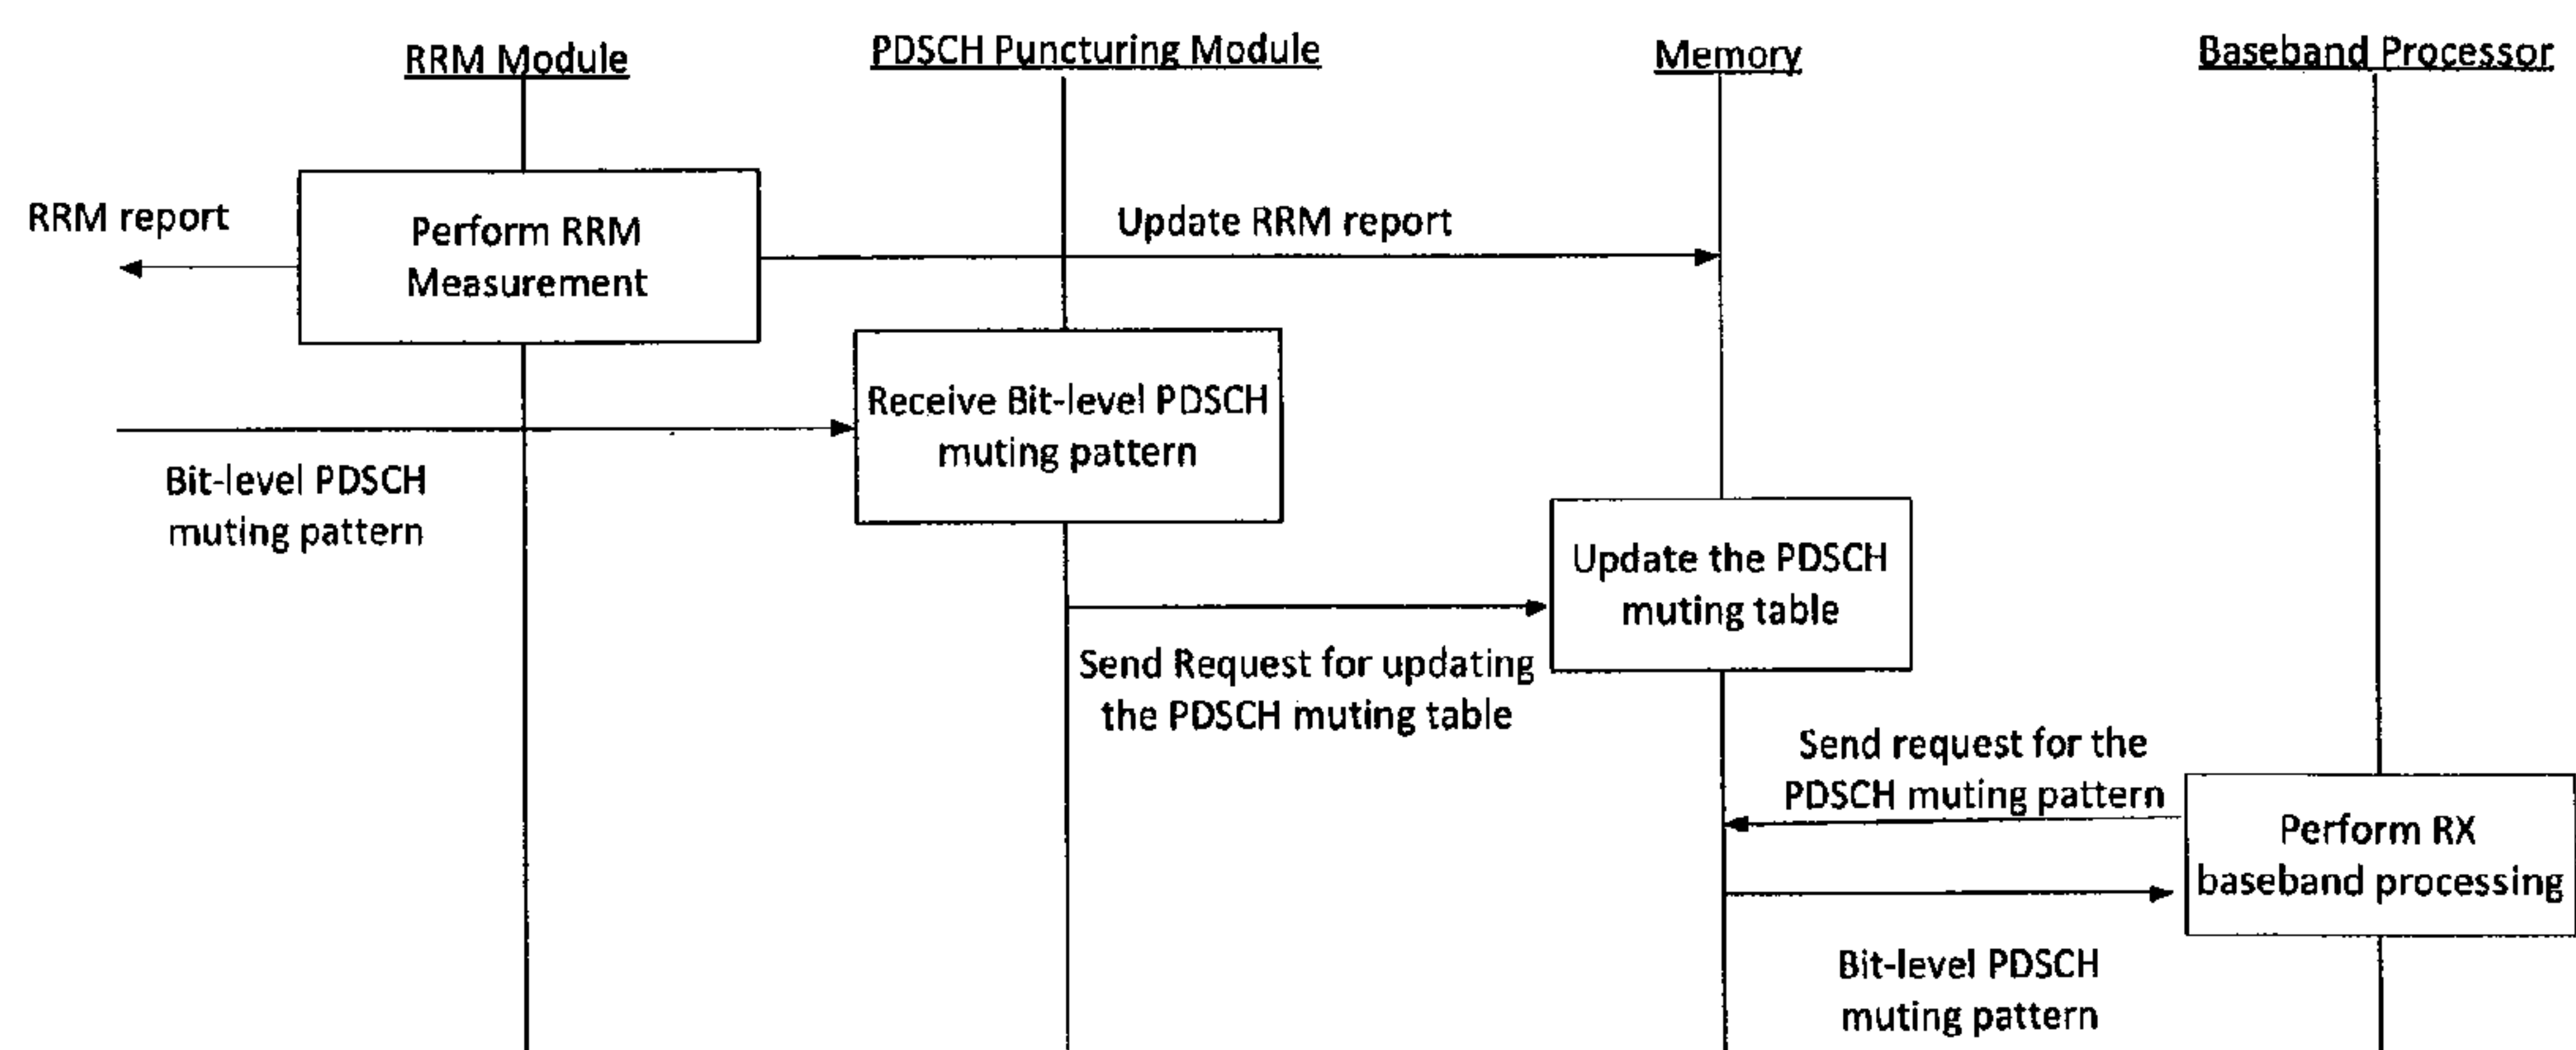 RRM Module
PDSCH Puncturing Module
Memory
Baseband Processor
RRM report
Perform RRM
Measurement
Update RRM report
Receive Bit-level PDSCH
muting pattern
Bit-level PDSCH
muting pattern
Update the PDSCH
muting table
Send Request for updating
the PDSCH muting table
Send request for the
PDSCH muting pattern
Perform RX
baseband processing
Bit-level PDSCH
muting pattern